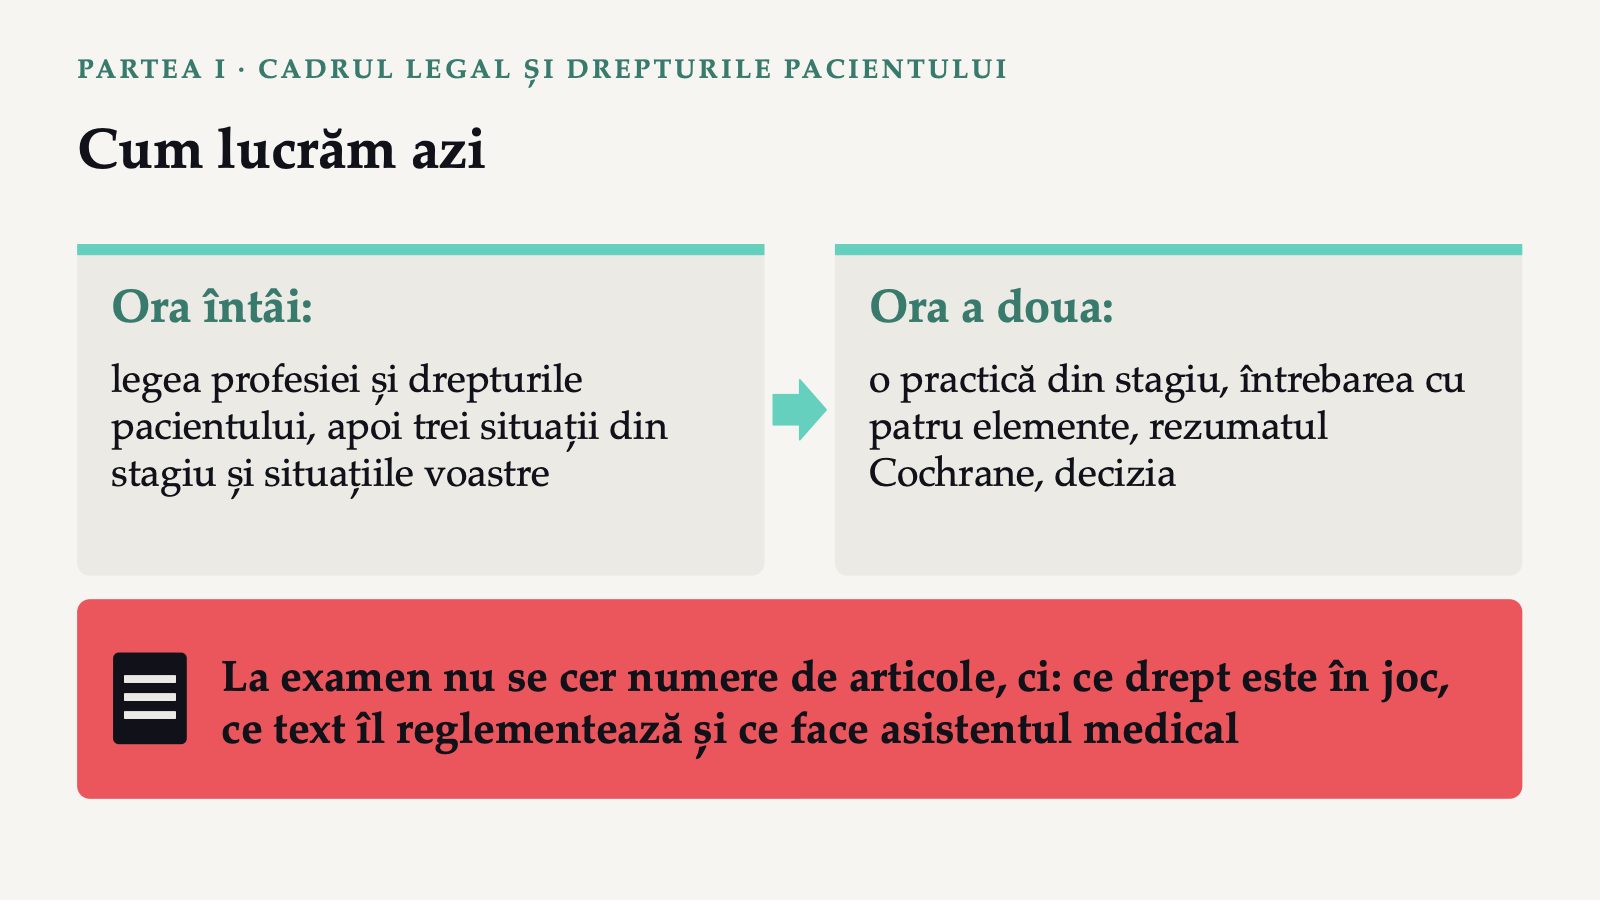 PARTEA I · CADRUL LEGAL ȘI DREPTURILE PACIENTULUI
Cum lucrăm azi
Ora întâi:
legea profesiei și drepturile
pacientului, apoi trei situații din
stagiu și situațiile voastre
Ora a doua:
o practică din stagiu, întrebarea cu
patru elemente, rezumatul
Cochrane, decizia
La examen nu se cer numere de articole, ci: ce drept este în joc,
ce text îl reglementează și ce face asistentul medical